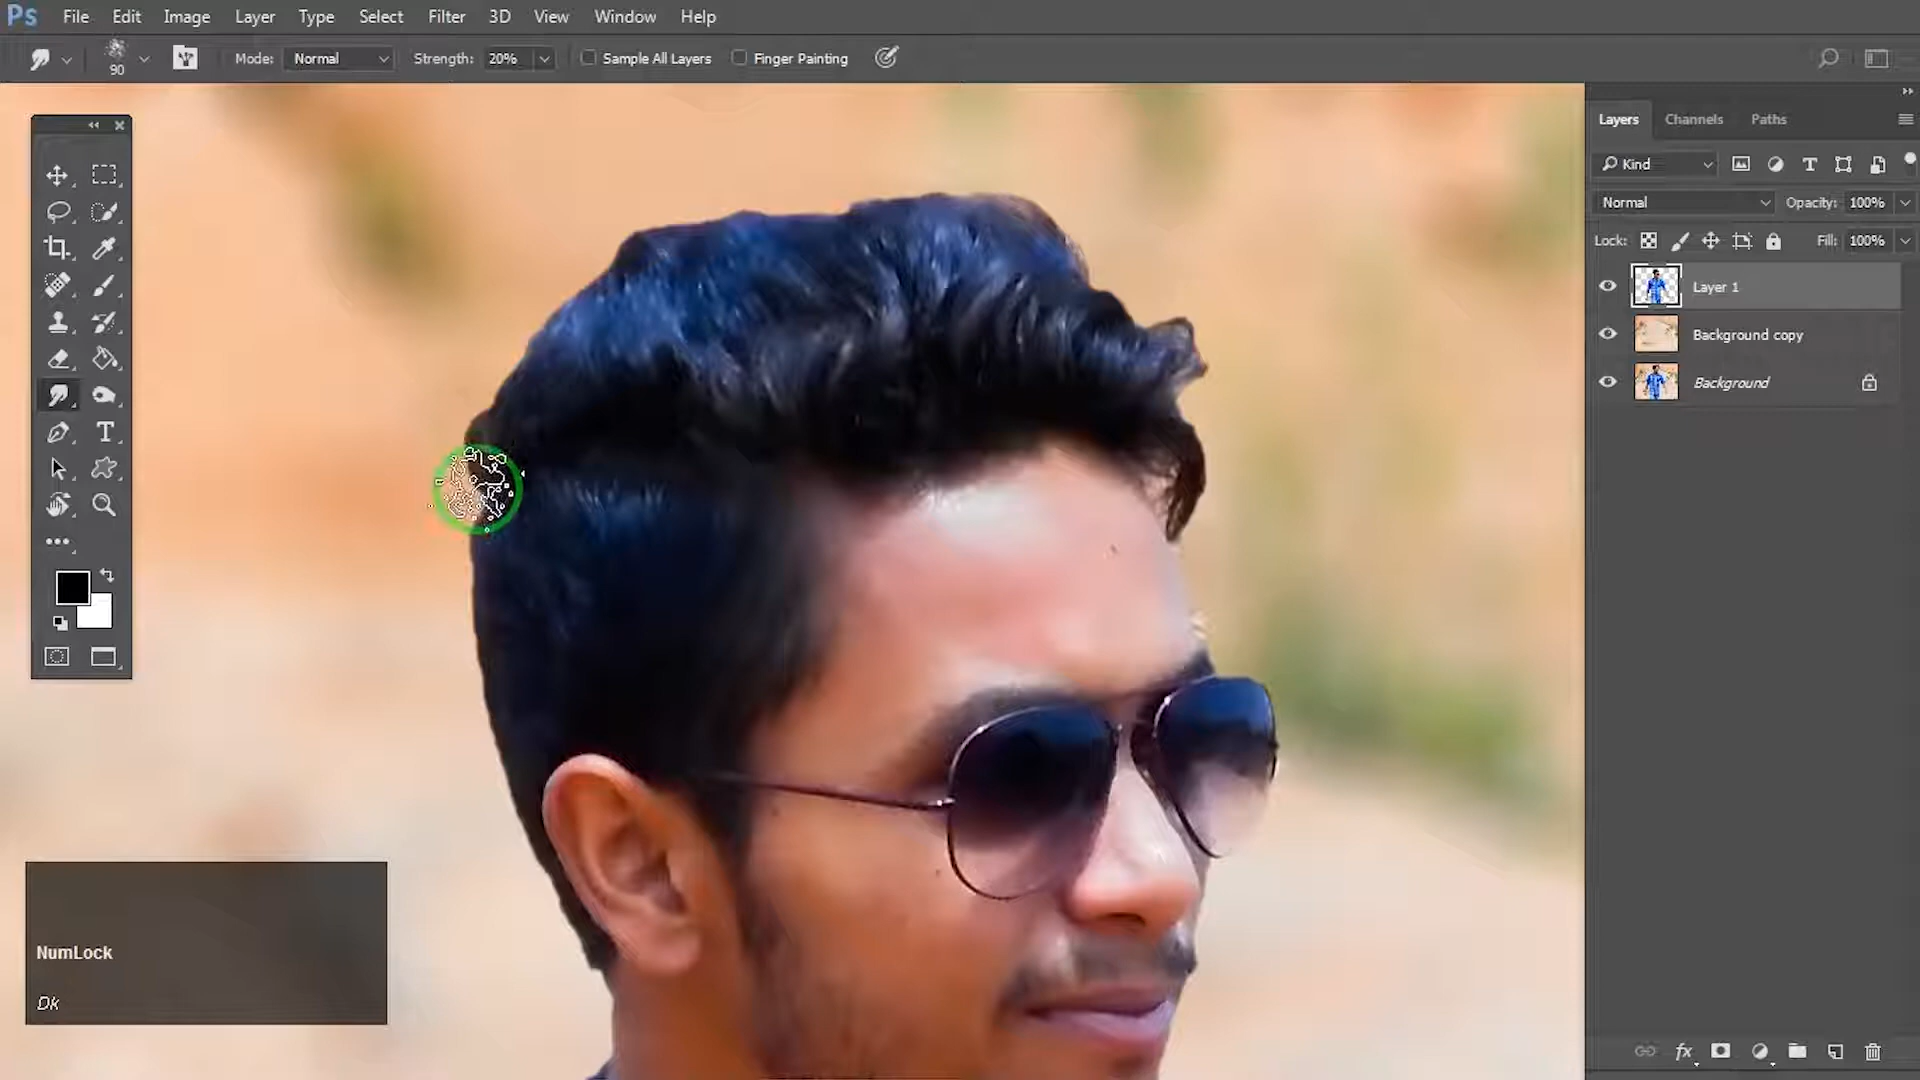 Ps File Edit Image Layer Type Select Filter 3D View Window Help
90 Mode: Normal Strength: 20% Sample All Layers Finger Painting
Layers Channels Paths
Kind
Normal Opacity: 100%
Lock: Fill: 100%
Layer 1
Background copy
Background
T
NumLock
Dk
fx